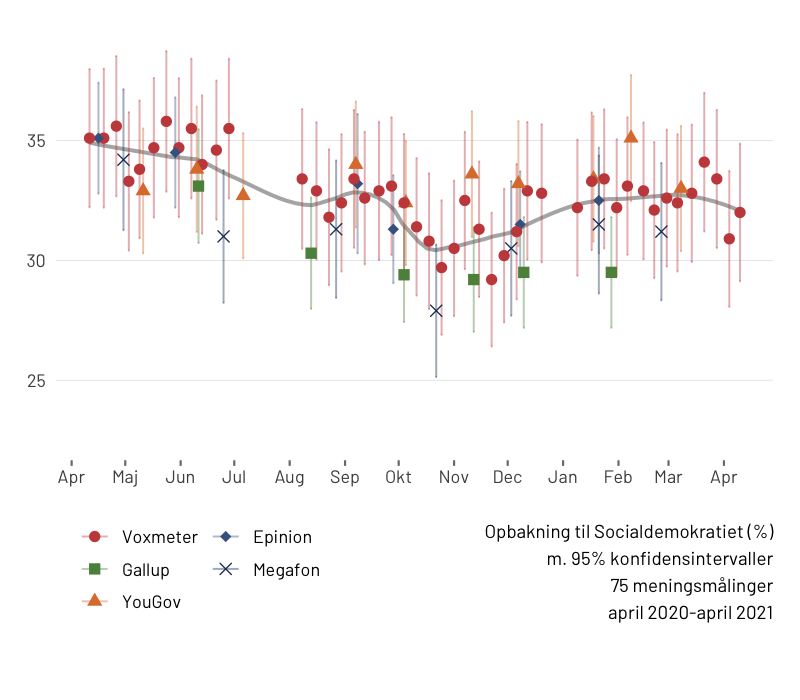 35
30
25
Apr Maj Jun Jul Aug Sep Okt Nov Dec Jan Feb Mar Apr
Voxmeter Epinion
Gallup Megafon
YouGov
Opbakning til Socialdemokratiet (%)
m. 95% konfidensintervaller
75 meningsmålinger
april 2020-april 2021